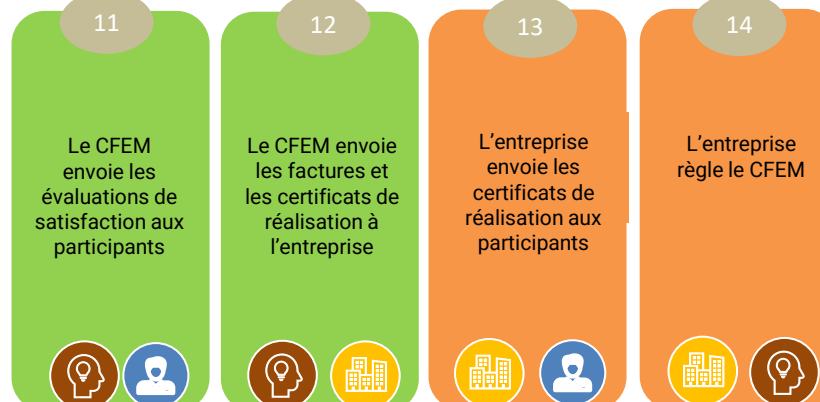 11
Le CFEM
envoie les
évaluations de
satisfaction aux
participants
12
Le CFEM envoie
les factures et
les certificats de
réalisation à
l'entreprise
13
L'entreprise
envoie les
certificats de
réalisation aux
participants
14
L'entreprise
règle le CFEM